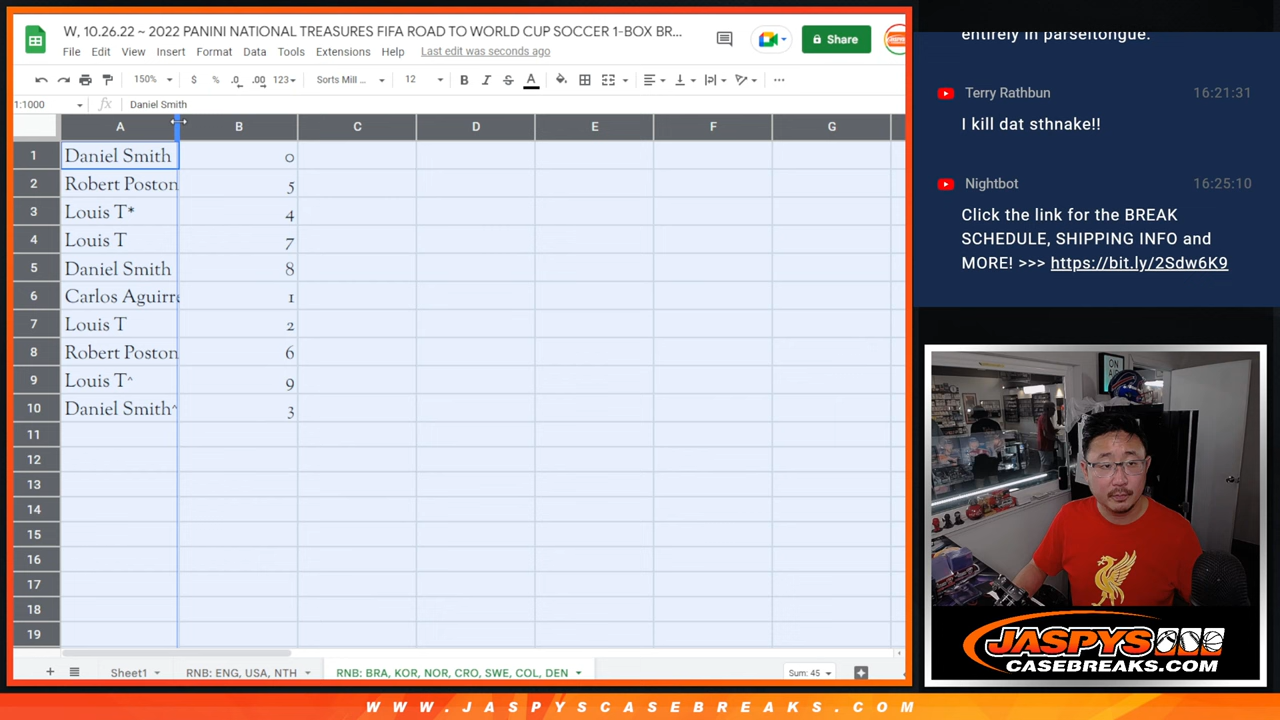 W, 10.26.22 ~ 2022 PANINI NATIONAL TREASURES FIFA ROAD TO WORLD CUP SOCCER 1-BOX BR...
File Edit View Insert Format Data Tools Extensions Help Last edit was seconds ago
Share
150% $ % .0 .00 123 Sorts Mill ... 12 B I S A
1:1000 fx Daniel Smith
A B C D E F G
1 Daniel Smith 0
2 Robert Poston 5
3 Louis T* 4
4 Louis T 7
5 Daniel Smith 8
6 Carlos Aguirre 1
7 Louis T 2
8 Robert Poston 6
9 Louis T^ 9
10 Daniel Smith^ 3
11
12
13
14
15
16
17
18
19
Sheet1 RNB: ENG, USA, NTH RNB: BRA, KOR, NOR, CRO, SWE, COL, DEN Sum: 45
entirely in parseltongue.
Terry Rathbun 16:21:31
I kill dat sthnake!!
Nightbot 16:25:10
Click the link for the BREAK
SCHEDULE, SHIPPING INFO and
MORE! >>> https://bit.ly/2Sdw6K9
ON
JASPYS
CASEBREAKS.COM
WWW.JASPYSCASEBREAKS.COM